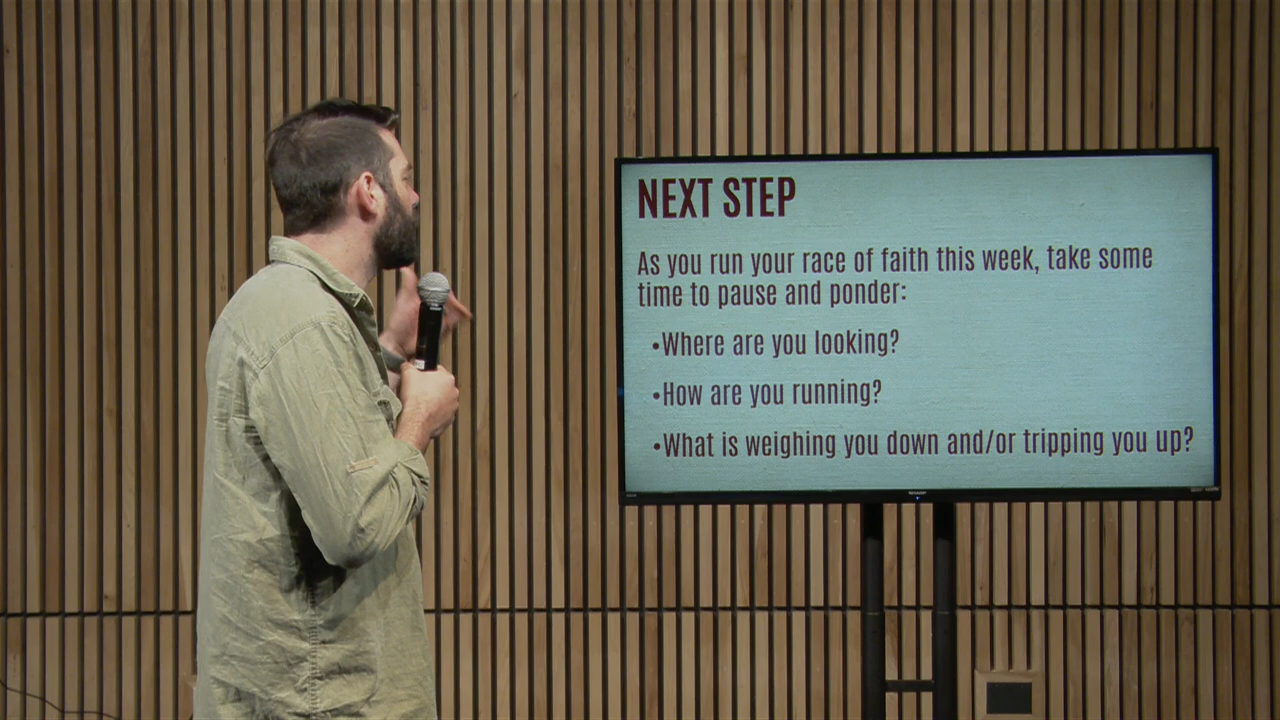 NEXT STEP
As you run your race of faith this week, take some
time to pause and ponder:
•Where are you looking?
•How are you running?
•What is weighing you down and/or tripping you up?
SHARP